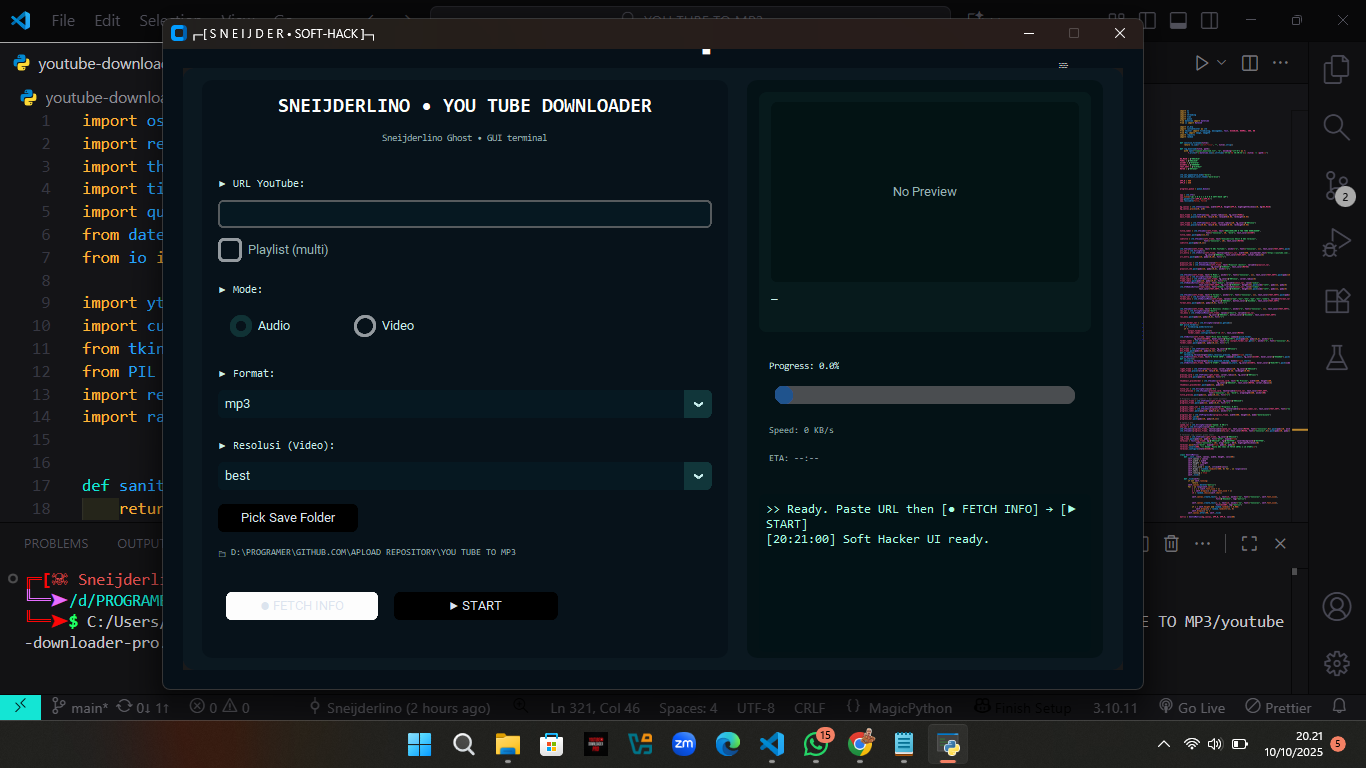 File Edit
YOU TUBE TO MP3
┌─[ S N E I J D E R • SOFT-HACK ]─┐
youtube-downloa
youtube-downloa
1 import os
2 import re
3 import th
4 import ti
5 import qu
6 from date
7 from io i
8
9 import yt
10 import cu
11 from tkin
12 from PIL
13 import re
14 import ra
15
16
17 def sanit
18 retur
SNEIJDERLINO • YOU TUBE DOWNLOADER
Sneijderlino Ghost • GUI terminal
► URL YouTube:
Playlist (multi)
► Mode:
Audio
Video
► Format:
mp3
► Resolusi (Video):
best
Pick Save Folder
D:\PROGRAMER\GITHUB.COM\APLOAD REPOSITORY\YOU TUBE TO MP3
● FETCH INFO
► START
No Preview
—
Progress: 0.0%
Speed: 0 KB/s
ETA: --:--
>> Ready. Paste URL then [● FETCH INFO] → [►
START]
[20:21:00] Soft Hacker UI ready.
2
PROBLEMS OUTPU
┌─[☠ Sneijderli
└──➤/d/PROGRAME
└──➤$ C:/Users/
E TO MP3/youtube
-downloader-pro.
main* 0↓ 1↑ 0 0
Sneijderlino (2 hours ago)
Ln 321, Col 46
Spaces: 4
UTF-8
CRLF
{ } MagicPython
Finish Setup
3.10.11
Go Live
Prettier
zm
15
20.21
10/10/2025
5